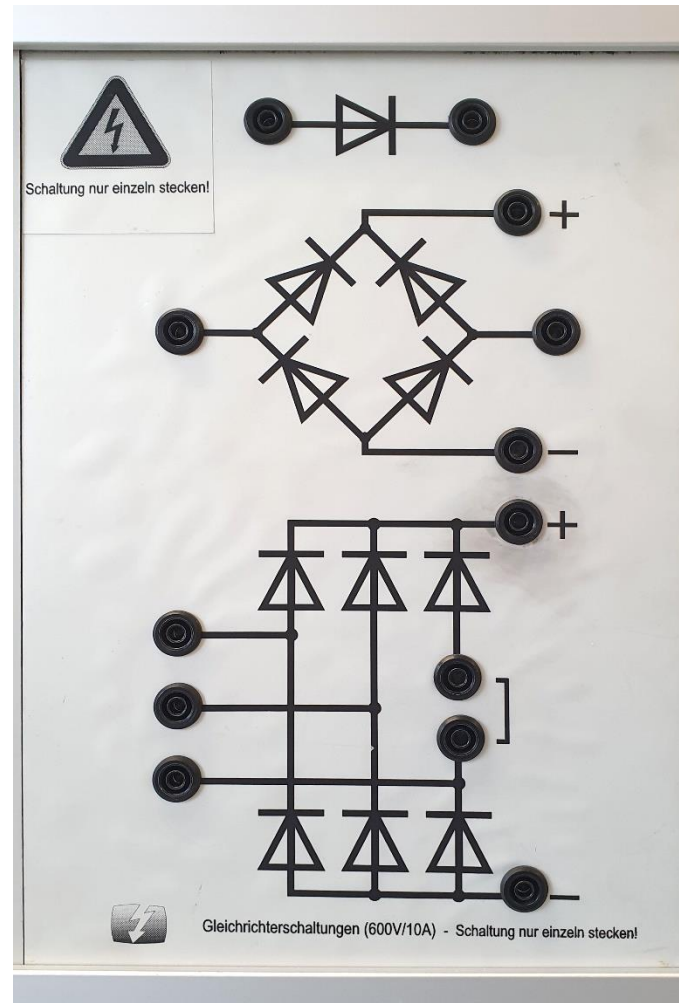 Schaltung nur einzeln stecken!
+
−
+
−
Gleichrichterschaltungen (600V/10A) - Schaltung nur einzeln stecken!